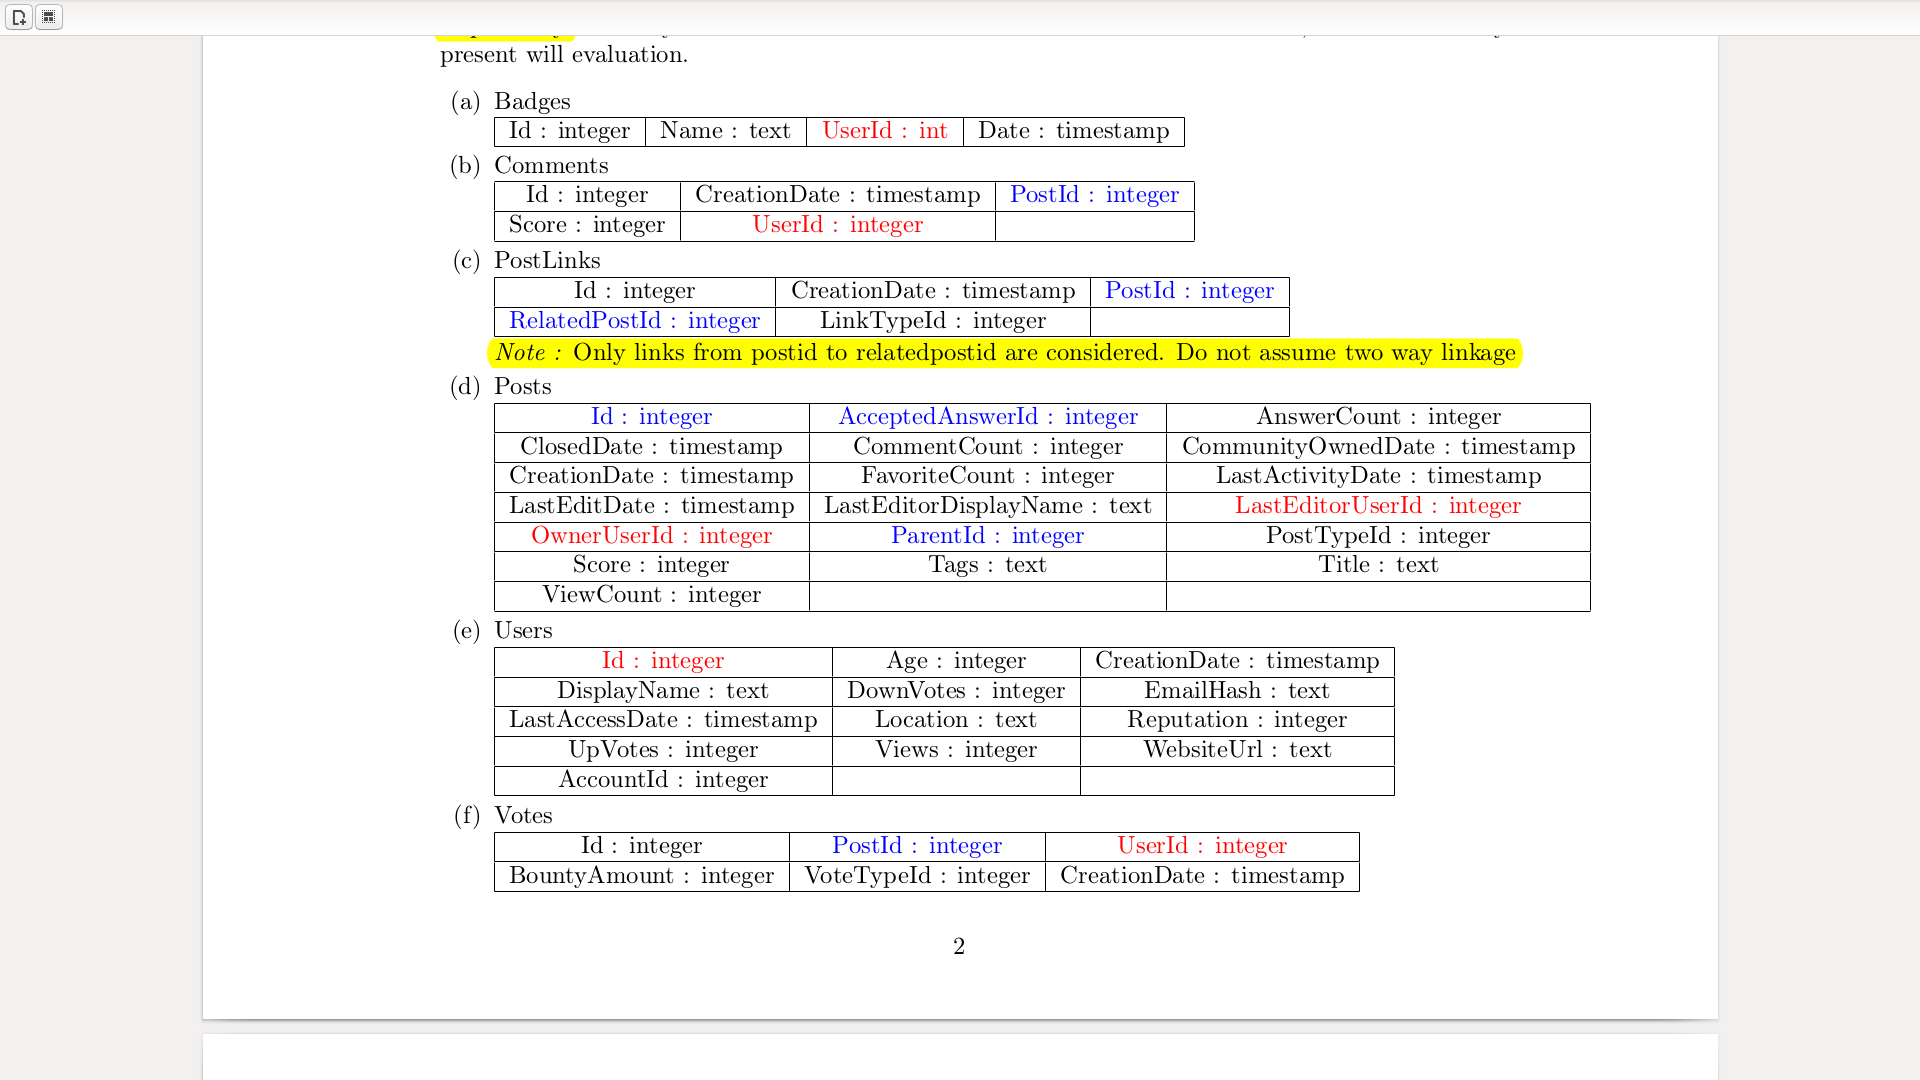 present will evaluation.
(a) Badges
Id : integer Name : text UserId : int Date : timestamp
(b) Comments
Id : integer CreationDate : timestamp PostId : integer
Score : integer UserId : integer
(c) PostLinks
Id : integer CreationDate : timestamp PostId : integer
RelatedPostId : integer LinkTypeId : integer
Note : Only links from postid to relatedpostid are considered. Do not assume two way linkage
(d) Posts
Id : integer AcceptedAnswerId : integer AnswerCount : integer
ClosedDate : timestamp CommentCount : integer CommunityOwnedDate : timestamp
CreationDate : timestamp FavoriteCount : integer LastActivityDate : timestamp
LastEditDate : timestamp LastEditorDisplayName : text LastEditorUserId : integer
OwnerUserId : integer ParentId : integer PostTypeId : integer
Score : integer Tags : text Title : text
ViewCount : integer
(e) Users
Id : integer Age : integer CreationDate : timestamp
DisplayName : text DownVotes : integer EmailHash : text
LastAccessDate : timestamp Location : text Reputation : integer
UpVotes : integer Views : integer WebsiteUrl : text
AccountId : integer
(f) Votes
Id : integer PostId : integer UserId : integer
BountyAmount : integer VoteTypeId : integer CreationDate : timestamp
2